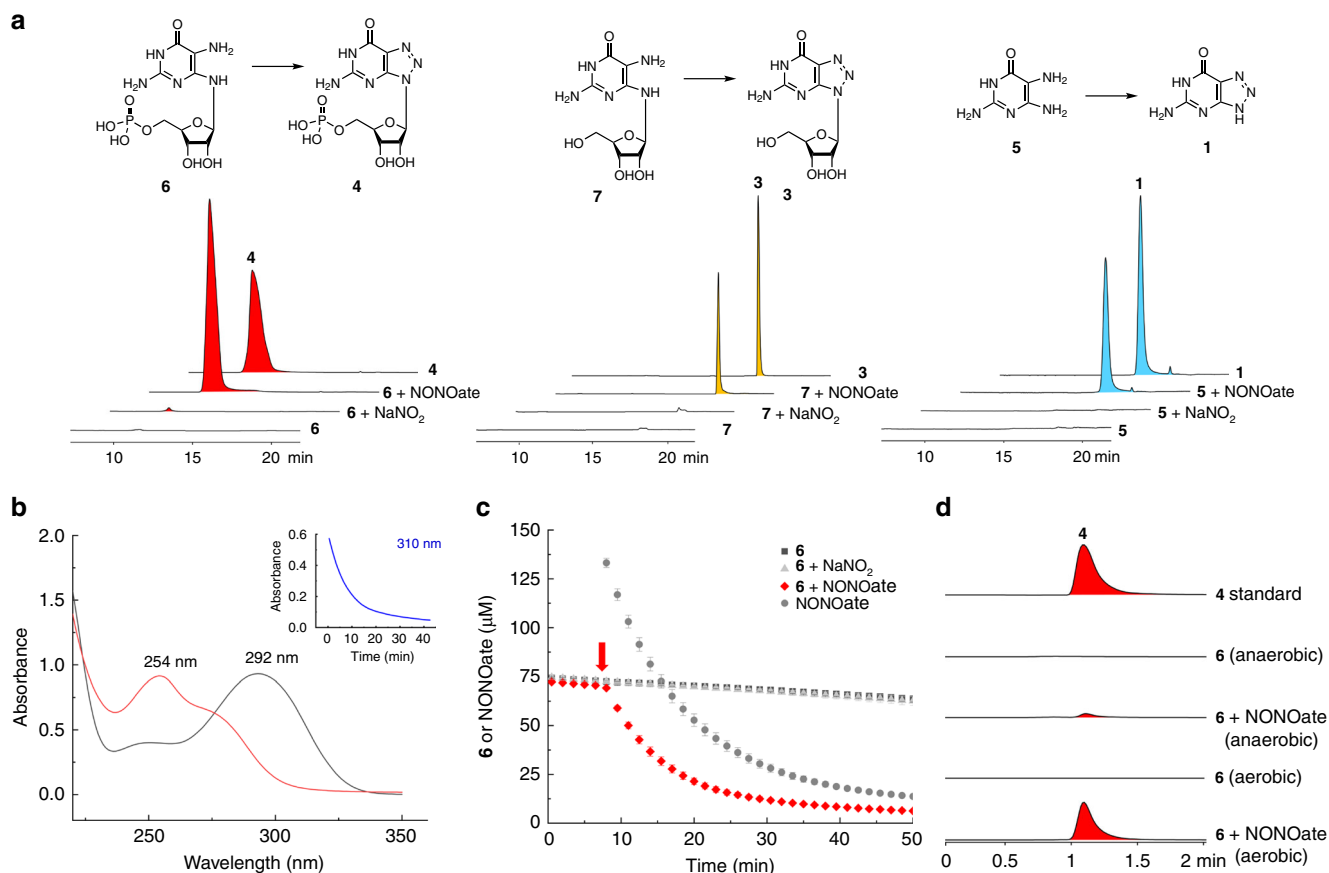 a
O
HN
NH₂
H₂N
N
NH
O
HO
P
O
HO
O
OHOH
6
O
HN
N
N
H₂N
N
N
O
HO
P
O
HO
O
OHOH
4
O
HN
NH₂
H₂N
N
NH
O
HO
OHOH
7
O
HN
N
N
H₂N
N
N
O
HO
OHOH
3
O
HN
NH₂
H₂N
N
NH₂
5
O
HN
N
N
H₂N
N
N
H
1
4
4
6 + NONOate
6 + NaNO₂
6
10 15 20 min
3
3
7 + NONOate
7 + NaNO₂
7
10 15 20 min
1
1
5 + NONOate
5 + NaNO₂
5
10 15 20 min
b
2.0
1.5
1.0
0.5
0.0
Absorbance
254 nm
292 nm
250 300 350
Wavelength (nm)
0.6
0.4
0.2
0.0
Absorbance
310 nm
0 10 20 30 40
Time (min)
c
150
125
100
75
50
25
0
6 or NONOate (μM)
6
6 + NaNO₂
6 + NONOate
NONOate
0 10 20 30 40 50
Time (min)
d
4
4 standard
6 (anaerobic)
6 + NONOate
(anaerobic)
6 (aerobic)
6 + NONOate
(aerobic)
0 0.5 1 1.5 2 min